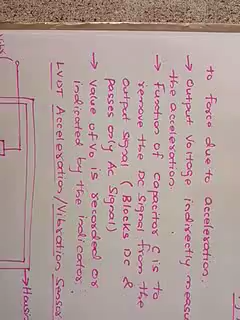 to force due to acceleration.
→ Output Voltage indirectly measu
the acceleration.
→ Function of capacitor C is to
remove the DC signal from the
output signal (Blocks DC &
passes only AC Signal)
→ Value of Vo is recorded or
indicated by the indicator.
LVDT Acceleration/Vibration Sensor
→ Housin